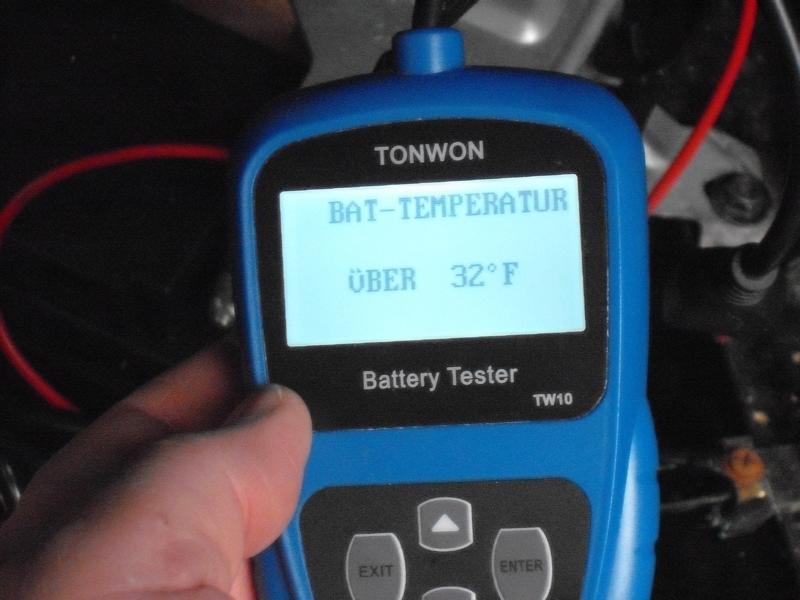 TONWON
BAT-TEMPERATUR
ÜBER 32°F
Battery Tester
TW10
EXIT
ENTER